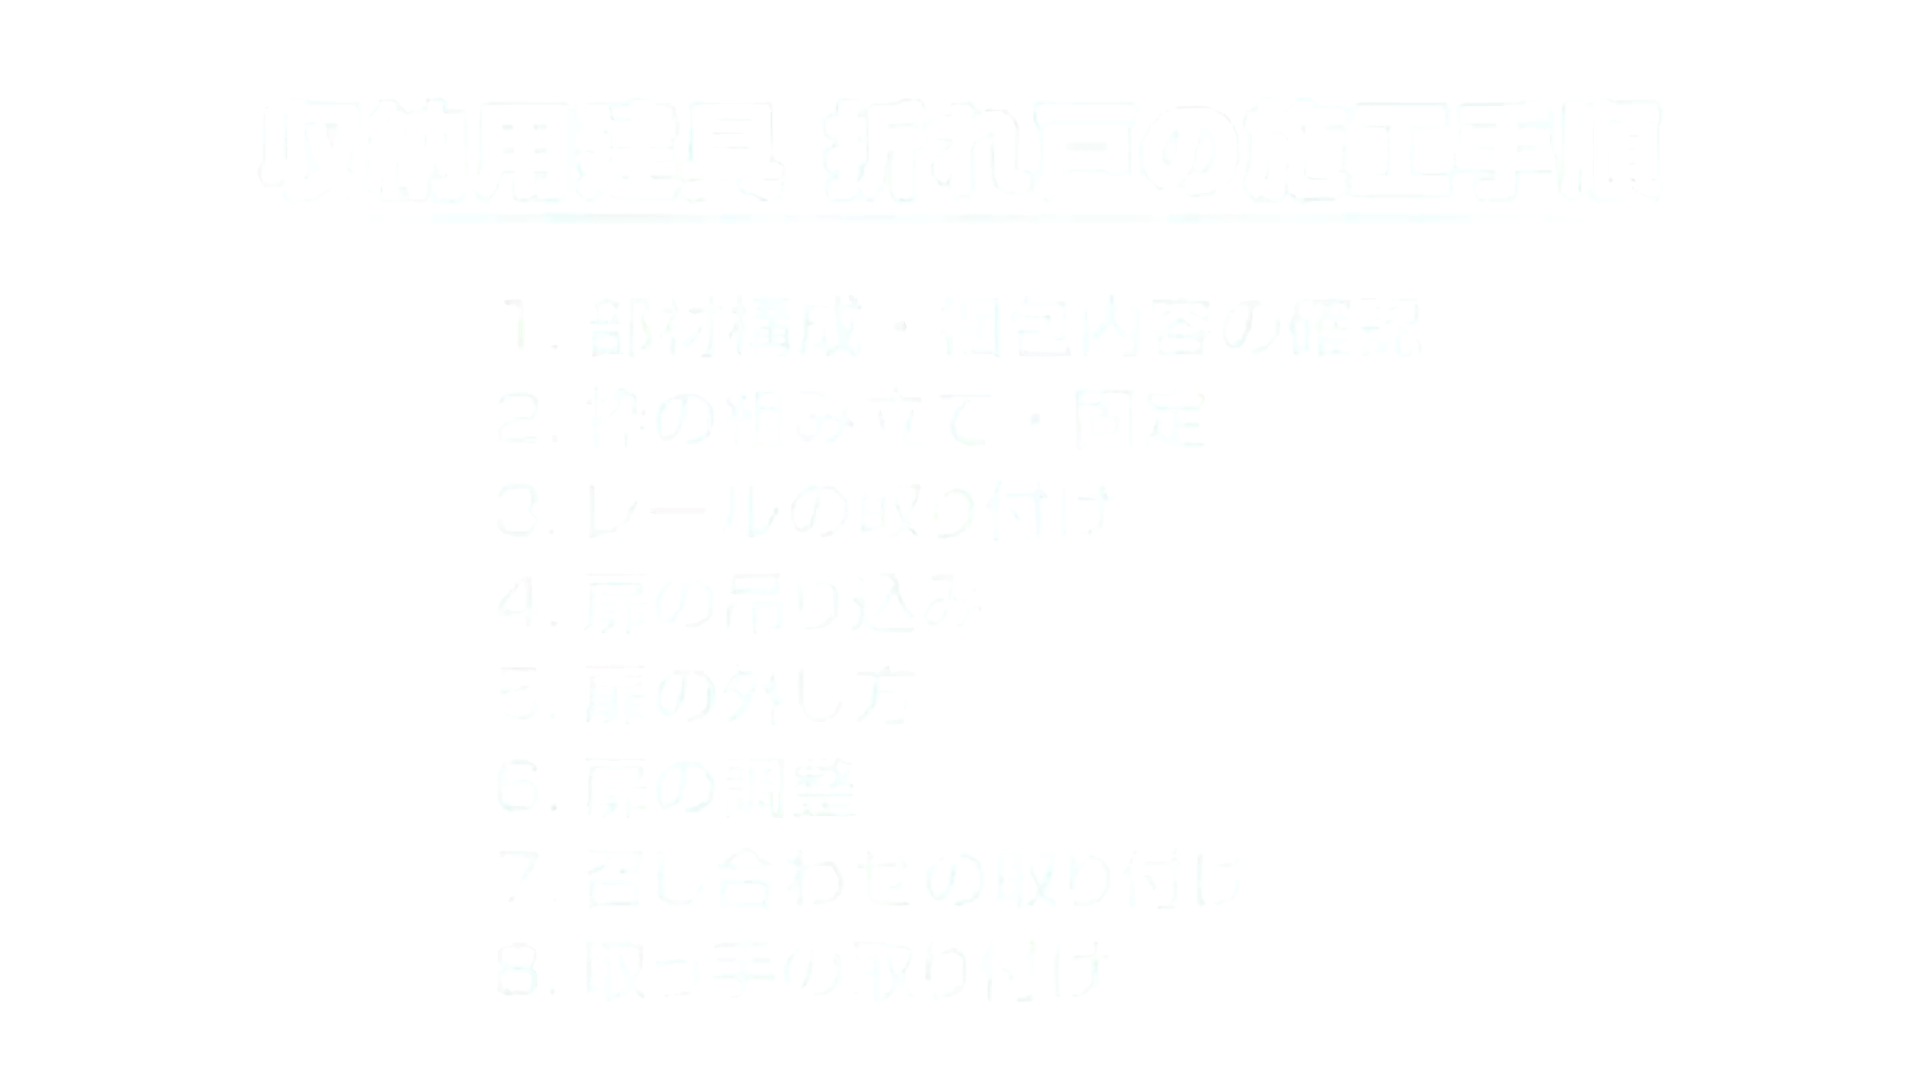 収納用建具 折れ戸の施工手順
1. 部材構成・梱包内容の確認
2. 枠の組み立て・固定
3. レールの取り付け
4. 扉の吊り込み
5. 扉の外し方
6. 扉の調整
7. 召し合わせの取り付け
8. 取っ手の取り付け